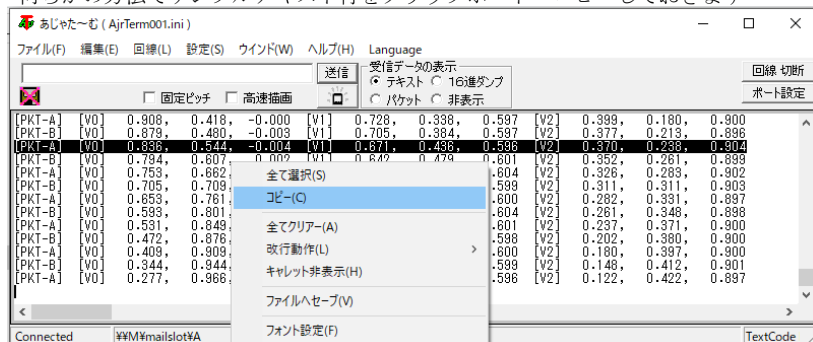 あじゃた~む ( AjrTerm001.ini )
ファイル(F) 編集(E) 回線(L) 設定(S) ウインド(W) ヘルプ(H) Language
送信 受信データの表示 回線 切断
テキスト 16進ダンプ
固定ピッチ 高速描画 パケット 非表示 ポート設定
[PKT-A] [V0] 0.908, 0.418, -0.000 [V1] 0.728, 0.338, 0.597 [V2] 0.399, 0.180, 0.900
[PKT-B] [V0] 0.879, 0.480, -0.003 [V1] 0.705, 0.384, 0.597 [V2] 0.377, 0.213, 0.896
[PKT-A] [V0] 0.836, 0.544, -0.004 [V1] 0.671, 0.436, 0.596 [V2] 0.370, 0.238, 0.904
[PKT-B] [V0] 0.794, 0.607, 0.002 [V1] 0.642, 0.479, 0.601 [V2] 0.352, 0.261, 0.899
[PKT-A] [V0] 0.753, 0.662, .604 [V2] 0.326, 0.283, 0.902
[PKT-B] [V0] 0.705, 0.709, .599 [V2] 0.311, 0.311, 0.903
[PKT-A] [V0] 0.653, 0.761, .600 [V2] 0.282, 0.331, 0.897
[PKT-B] [V0] 0.593, 0.801, .604 [V2] 0.261, 0.348, 0.898
[PKT-A] [V0] 0.531, 0.849, .601 [V2] 0.237, 0.371, 0.900
[PKT-B] [V0] 0.472, 0.876, .598 [V2] 0.202, 0.380, 0.900
[PKT-A] [V0] 0.409, 0.909, .600 [V2] 0.180, 0.397, 0.900
[PKT-B] [V0] 0.344, 0.944, .599 [V2] 0.148, 0.412, 0.901
[PKT-A] [V0] 0.277, 0.966, .596 [V2] 0.122, 0.422, 0.897
全て選択(S)
コピー(C)
全てクリアー(A)
改行動作(L)
キャレット非表示(H)
ファイルへセーブ(V)
フォント設定(F)
Connected ¥¥M¥mailslot¥A TextCode